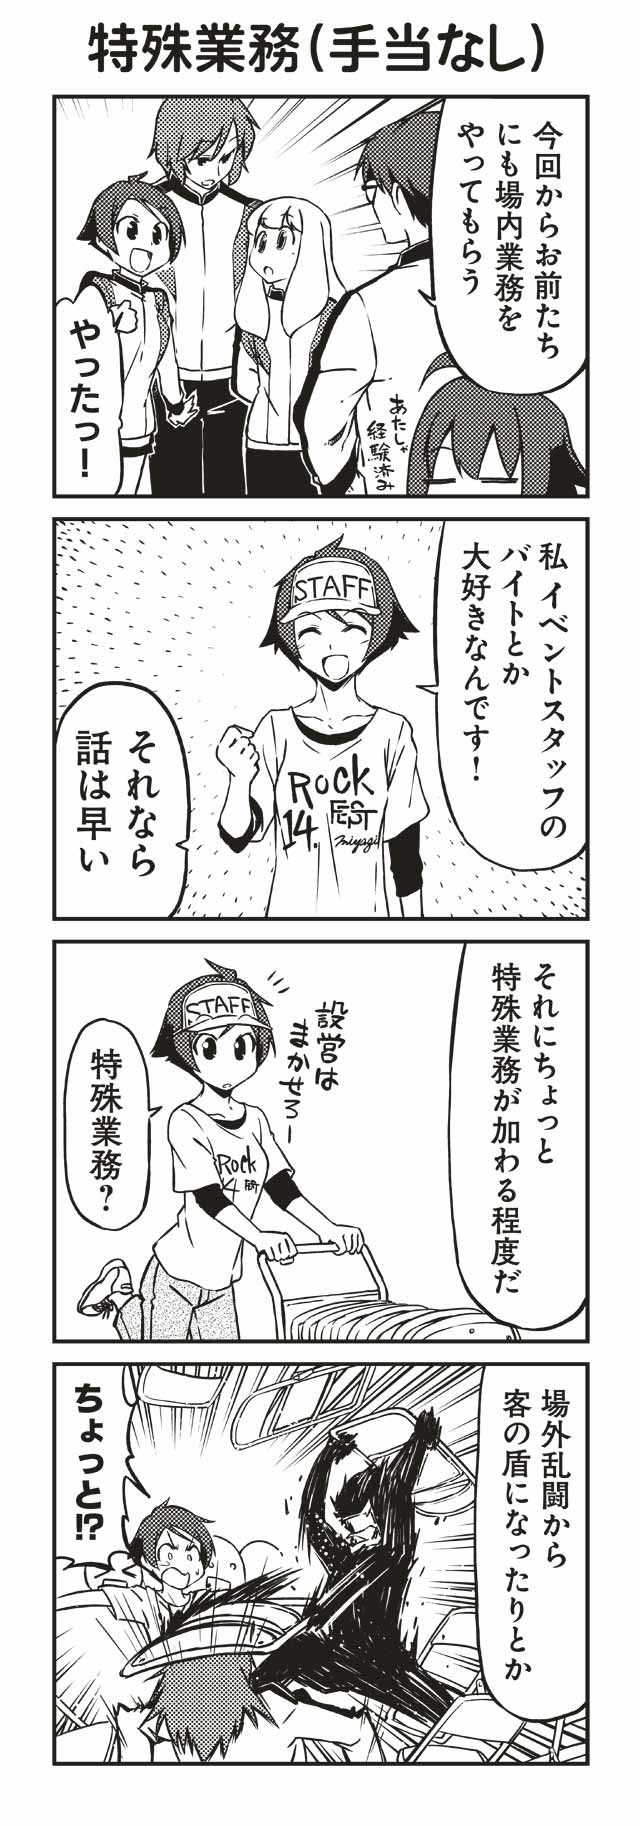 特殊業務(手当なし)
今回からお前たち
にも場内業務を
やってもらう
やったっ!
あたしゃ
経験済み
私 イベントスタッフの
バイトとか
大好きなんです!
STAFF
Rock
FEST
14.
miyagi
それなら
話は早い
それにちょっと
特殊業務が加わる程度だ
設営は
まかせろー
STAFF
Rock
特殊業務?
場外乱闘から
客の盾になったりとか
ちょっと!?